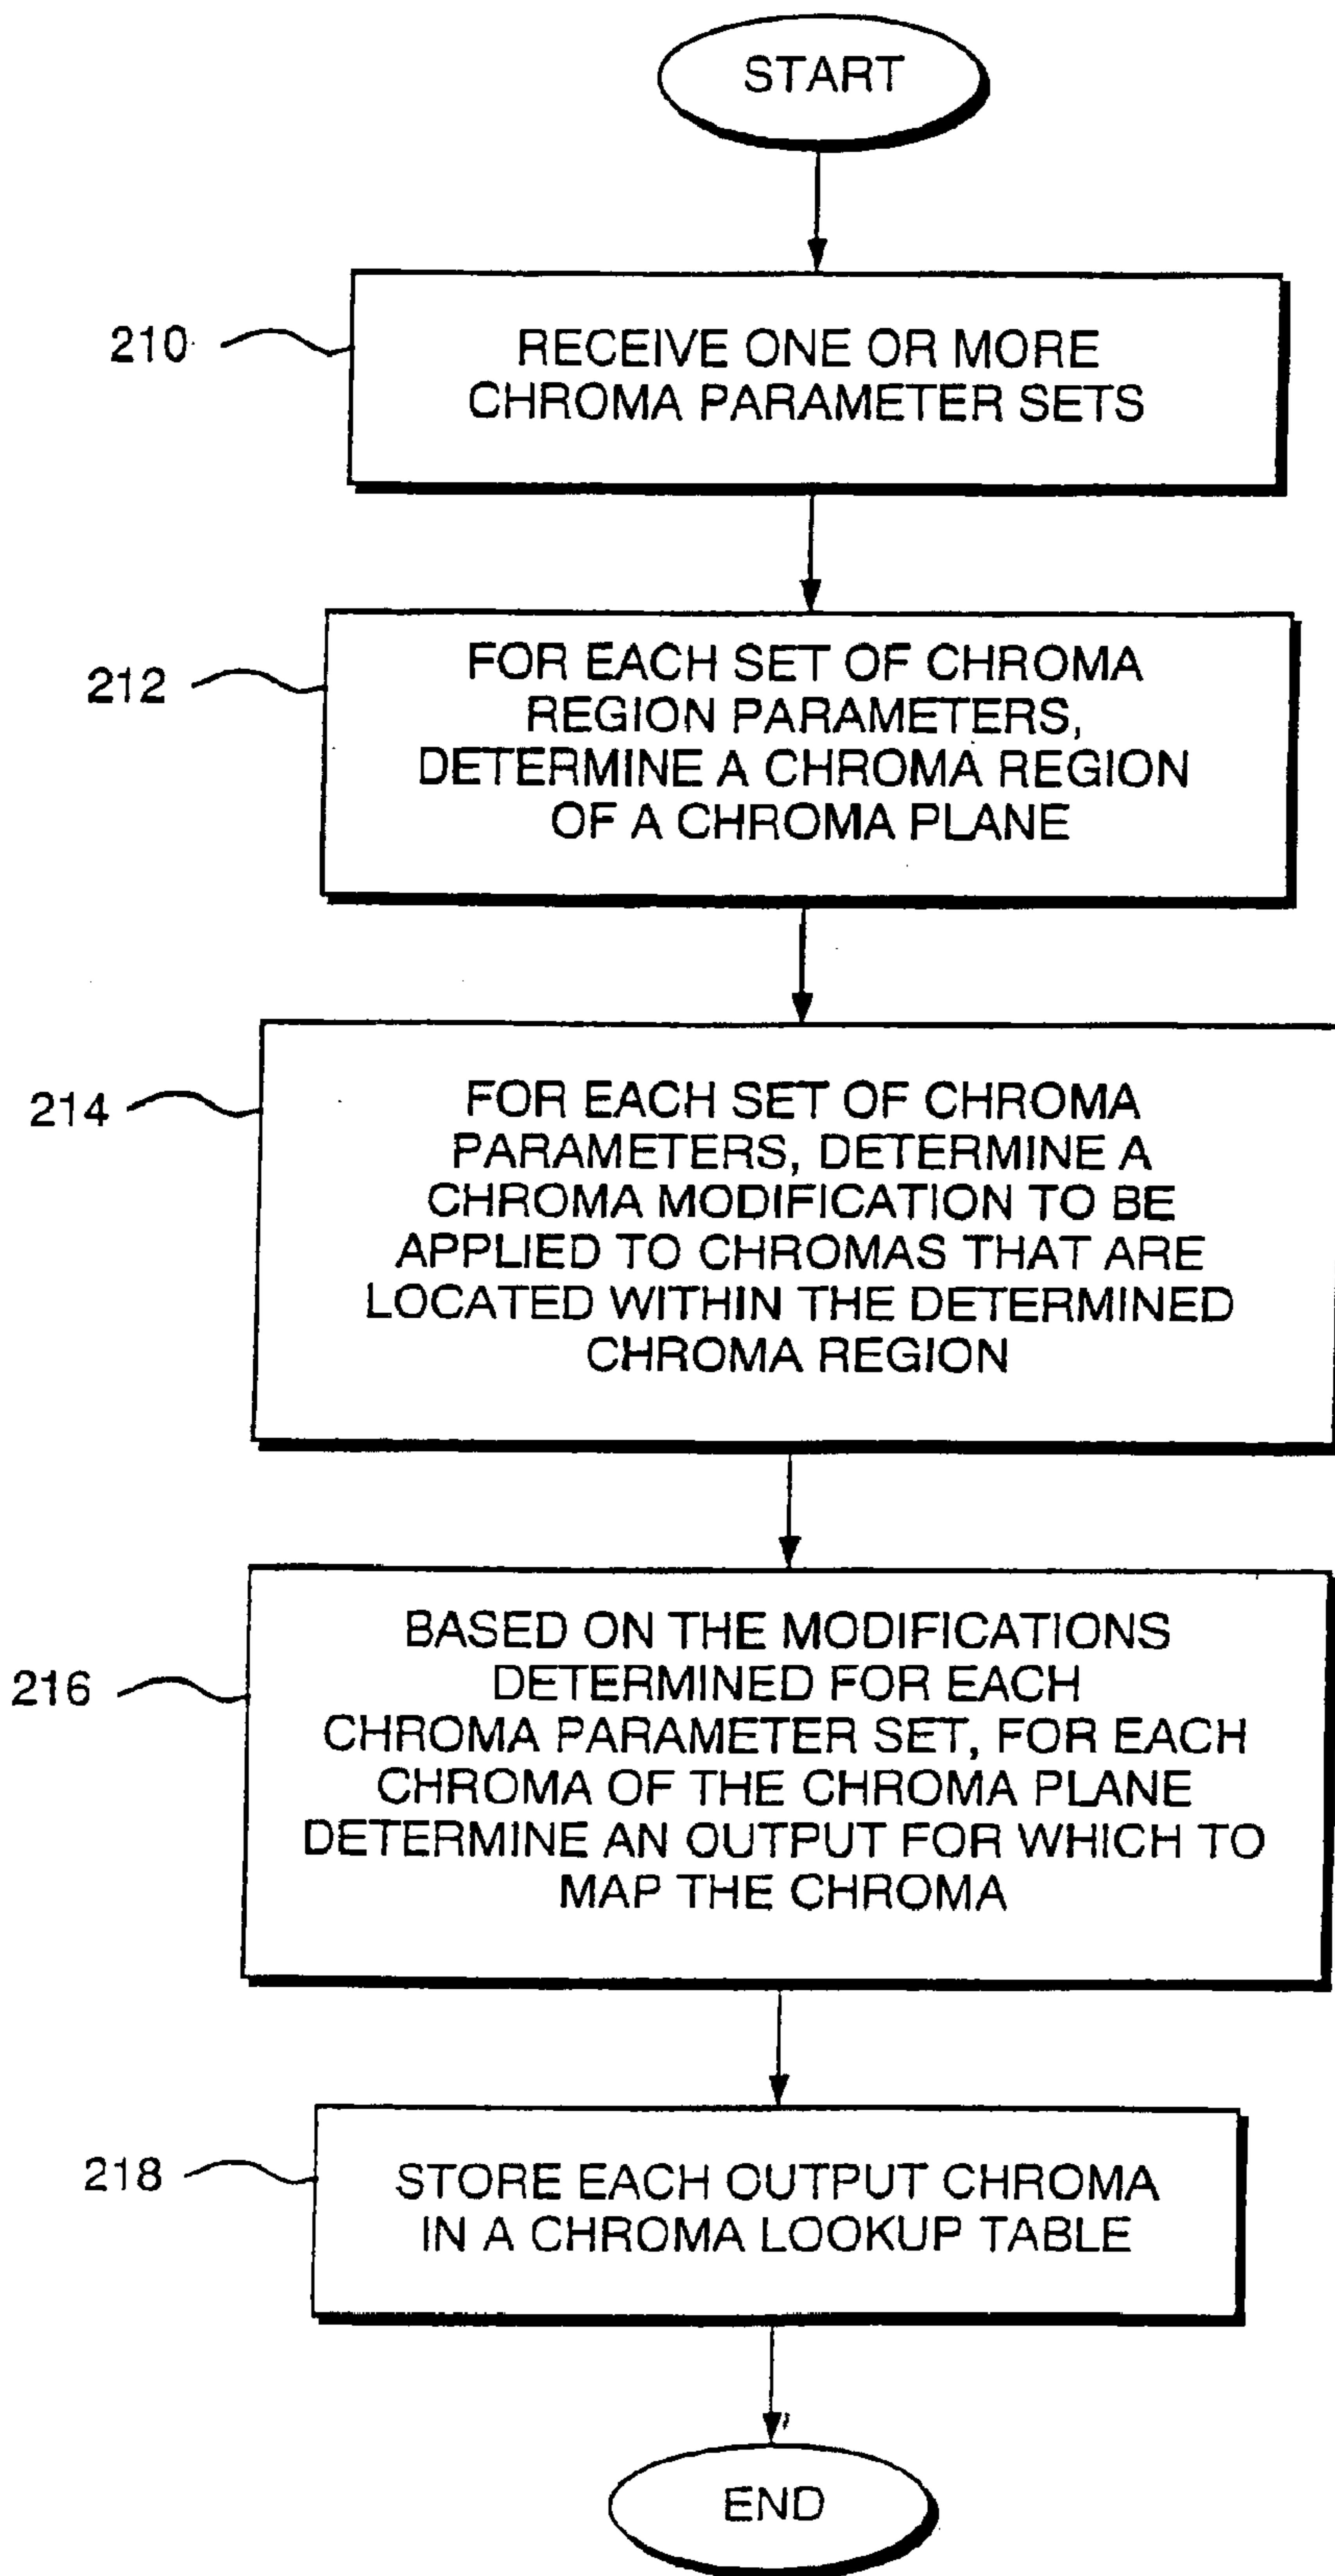 START
210
RECEIVE ONE OR MORE
CHROMA PARAMETER SETS
212
FOR EACH SET OF CHROMA
REGION PARAMETERS,
DETERMINE A CHROMA REGION
OF A CHROMA PLANE
214
FOR EACH SET OF CHROMA
PARAMETERS, DETERMINE A
CHROMA MODIFICATION TO BE
APPLIED TO CHROMAS THAT ARE
LOCATED WITHIN THE DETERMINED
CHROMA REGION
216
BASED ON THE MODIFICATIONS
DETERMINED FOR EACH
CHROMA PARAMETER SET, FOR EACH
CHROMA OF THE CHROMA PLANE
DETERMINE AN OUTPUT FOR WHICH TO
MAP THE CHROMA
218
STORE EACH OUTPUT CHROMA
IN A CHROMA LOOKUP TABLE
END